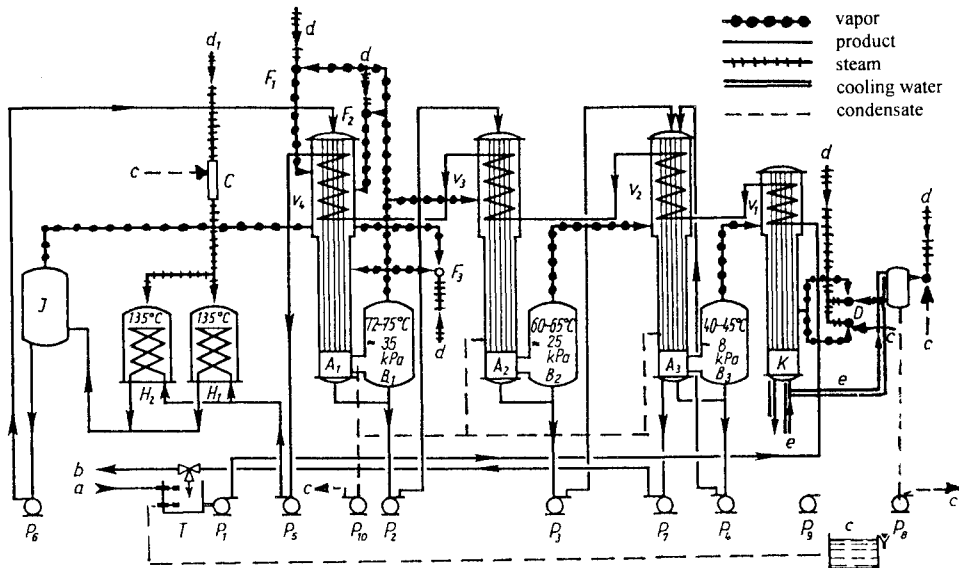 vapor
product
steam
cooling water
condensate
d
d₁
d
F₁
F₂
c
C
V₄
V₃
V₂
V₁
d
d
J
135°C
135°C
F₃
D
c
c
72-75°C
≈ 35
kPa
B₁
60-65°C
≈ 25
kPa
B₂
40-45°C
8
kPa
B₃
A₁
A₂
A₃
K
d
H₂
H₁
e
e
b
a
c
T
P₆
P₁
P₅
P₁₀
P₂
P₃
P₇
P₄
P₉
P₈
c
c